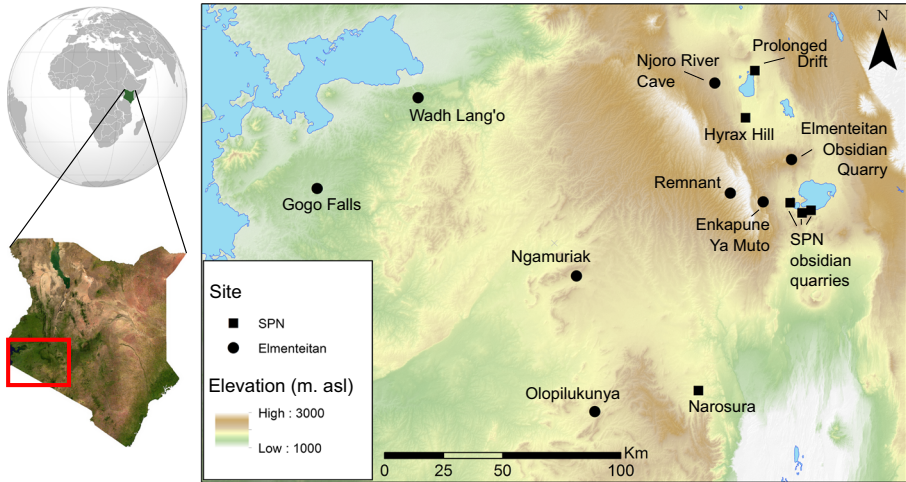 N
Prolonged
Drift
Njoro River
Cave
Wadh Lang'o
Hyrax Hill
Elmenteitan
Obsidian
Quarry
Remnant
Gogo Falls
Enkapune
Ya Muto
SPN
obsidian
quarries
Ngamuriak
Olopilukunya
Narosura
Site
SPN
Elmenteitan
Elevation (m. asl)
High : 3000
Low : 1000
Km
0 25 50 100